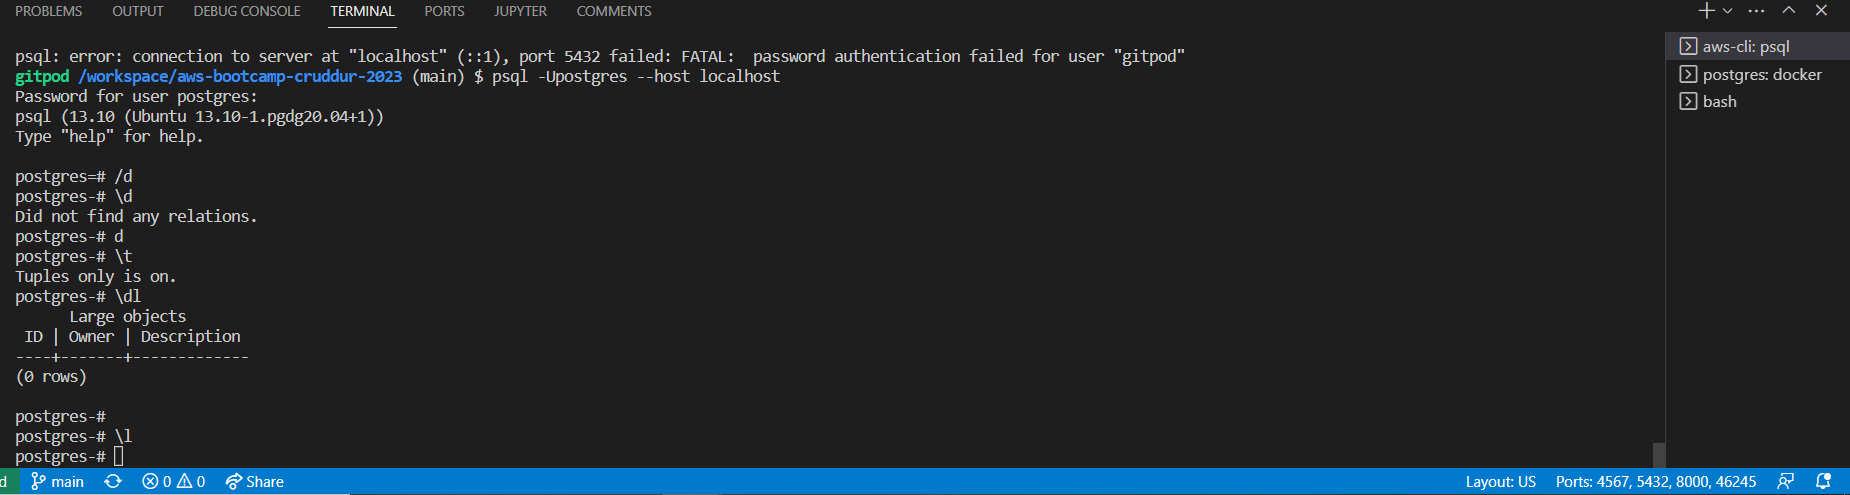 PROBLEMS OUTPUT DEBUG CONSOLE TERMINAL PORTS JUPYTER COMMENTS
psql: error: connection to server at "localhost" (::1), port 5432 failed: FATAL:  password authentication failed for user "gitpod"
gitpod /workspace/aws-bootcamp-cruddur-2023 (main) $ psql -Upostgres --host localhost
Password for user postgres:
psql (13.10 (Ubuntu 13.10-1.pgdg20.04+1))
Type "help" for help.
postgres=# /d
postgres-# \d
Did not find any relations.
postgres-# d
postgres-# \t
Tuples only is on.
postgres-# \dl
Large objects
ID | Owner | Description
----+-------+-------------
(0 rows)
postgres-#
postgres-# \l
postgres-#
aws-cli: psql
postgres: docker
bash
d main 0 0 Share Layout: US Ports: 4567, 5432, 8000, 46245